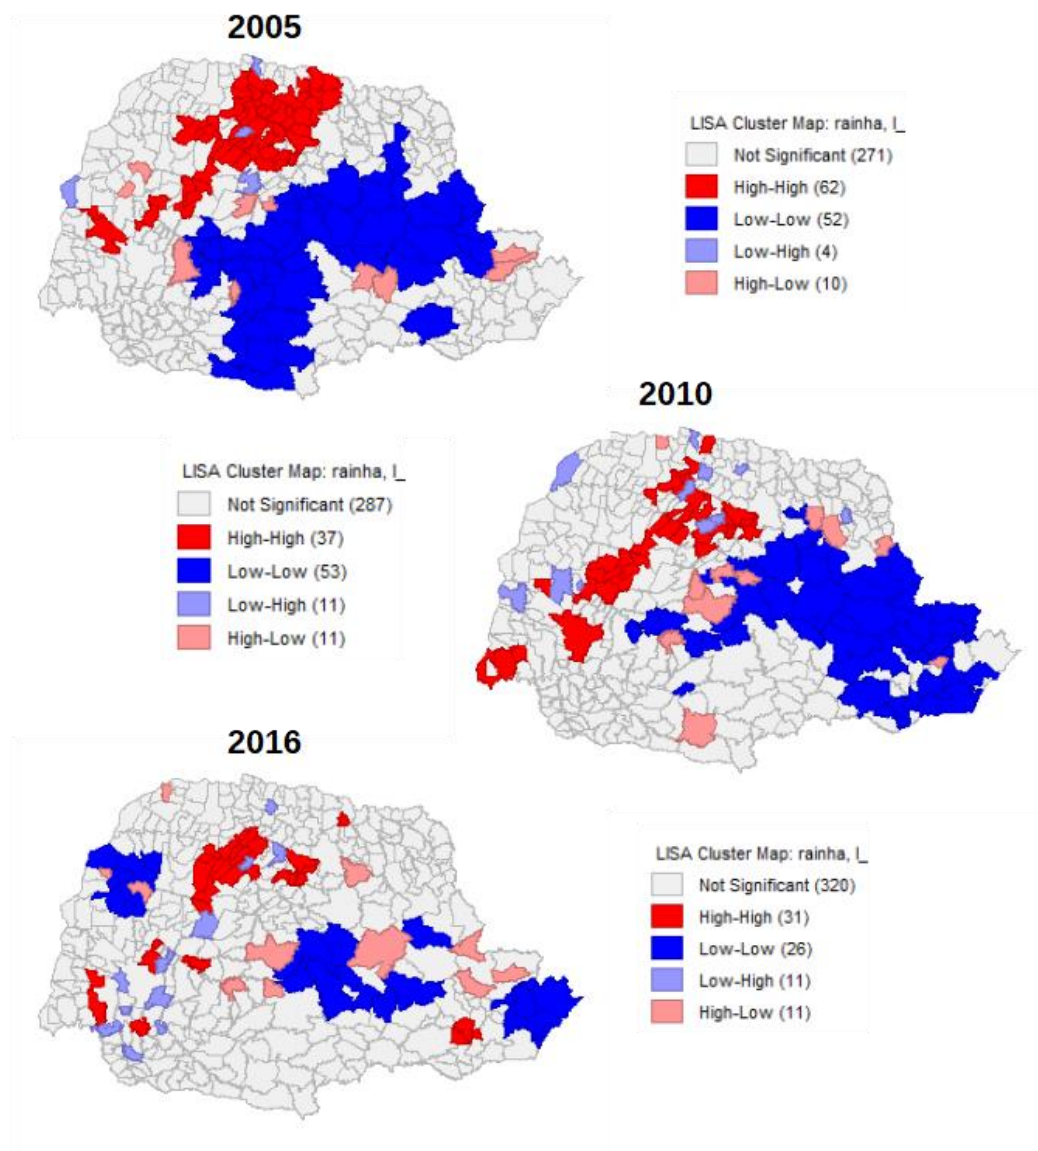 2005
LISA Cluster Map: rainha, I_
Not Significant (271)
High-High (62)
Low-Low (52)
Low-High (4)
High-Low (10)
2010
LISA Cluster Map: rainha, I_
Not Significant (287)
High-High (37)
Low-Low (53)
Low-High (11)
High-Low (11)
2016
LISA Cluster Map: rainha, I_
Not Significant (320)
High-High (31)
Low-Low (26)
Low-High (11)
High-Low (11)